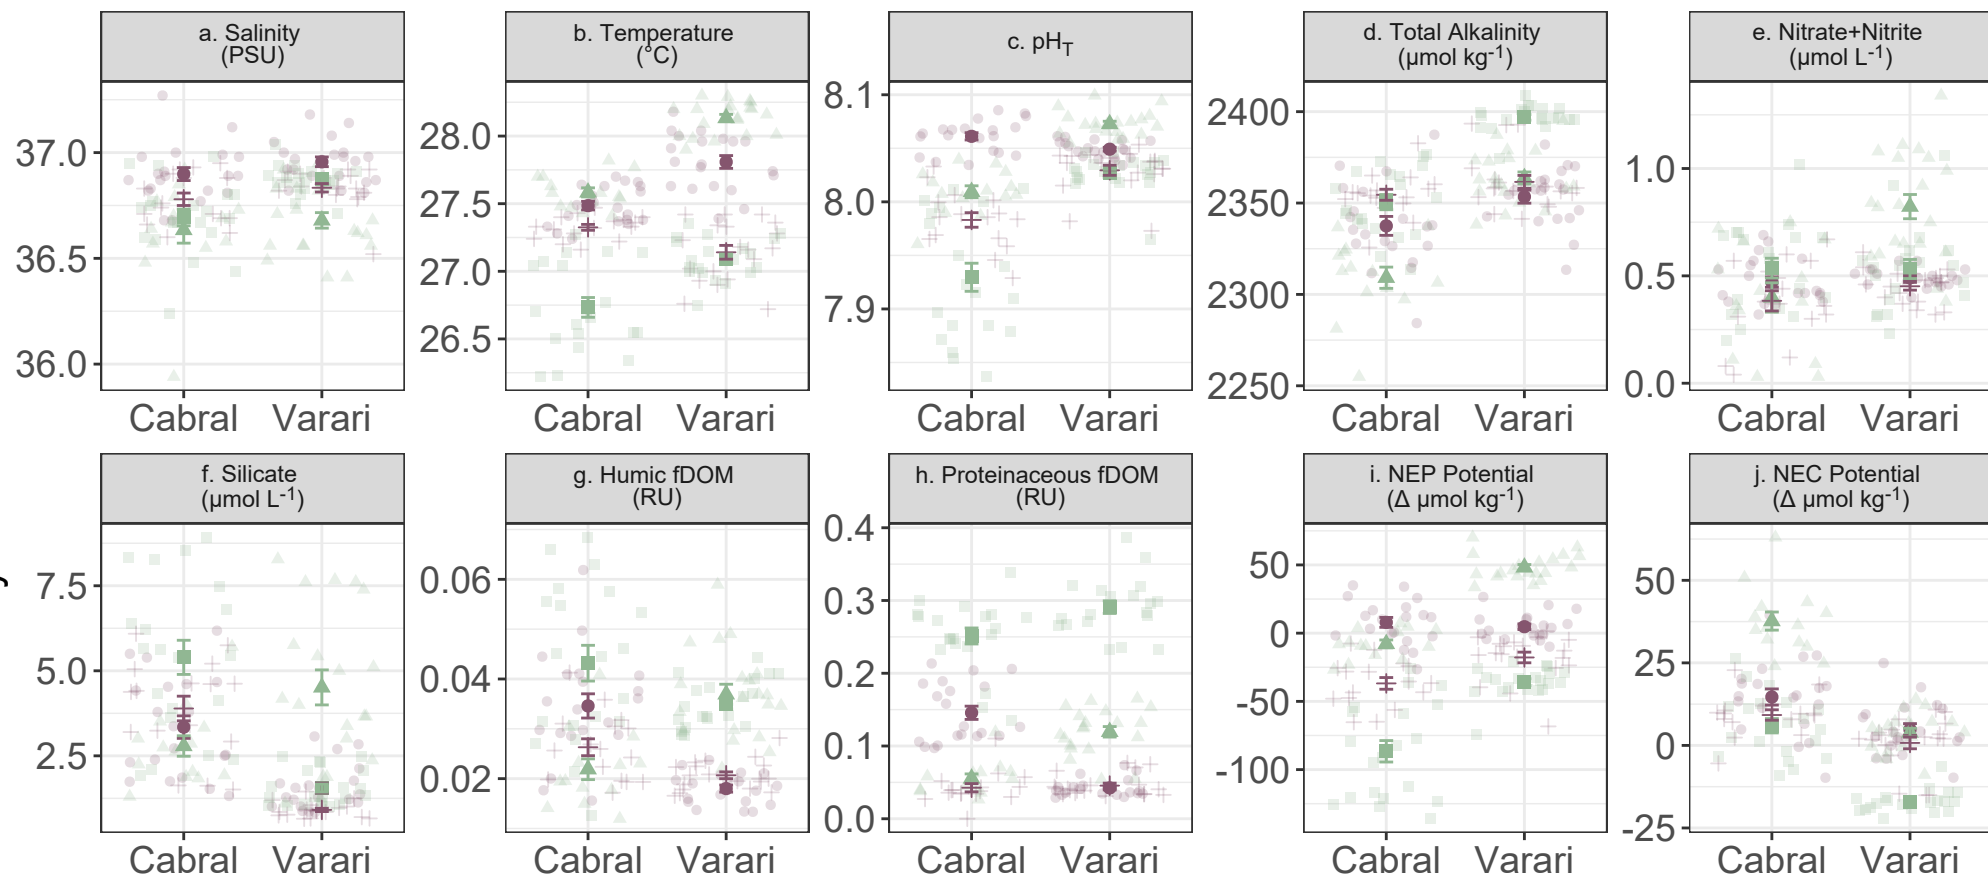 a. Salinity
(PSU)
b. Temperature
(°C)
c. pHT
d. Total Alkalinity
(µmol kg-1)
e. Nitrate+Nitrite
(µmol L-1)
37.0
36.5
36.0
28.0
27.5
27.0
26.5
8.1
8.0
7.9
2400
2350
2300
2250
1.0
0.5
0.0
Cabral Varari
Cabral Varari
Cabral Varari
Cabral Varari
Cabral Varari
f. Silicate
(µmol L-1)
g. Humic fDOM
(RU)
h. Proteinaceous fDOM
(RU)
i. NEP Potential
(Δ µmol kg-1)
j. NEC Potential
(Δ µmol kg-1)
7.5
5.0
2.5
0.06
0.04
0.02
0.4
0.3
0.2
0.1
0.0
50
0
-50
-100
50
25
0
-25
Cabral Varari
Cabral Varari
Cabral Varari
Cabral Varari
Cabral Varari